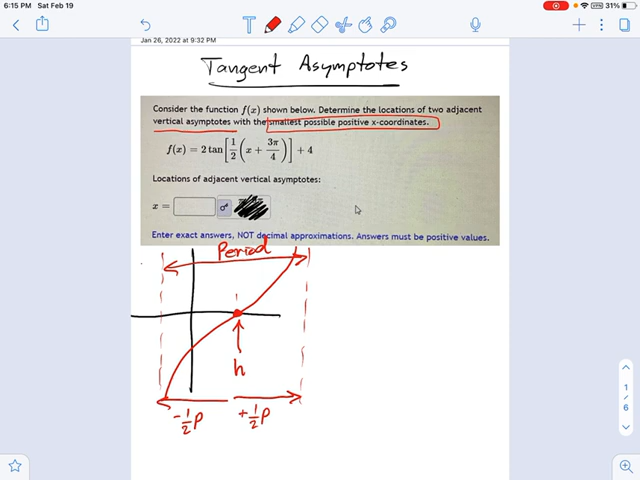 6:15 PM Sat Feb 19
31%
Jan 26, 2022 at 9:32 PM
Tangent Asymptotes
Consider the function f(x) shown below. Determine the locations of two adjacent
vertical asymptotes with the smallest possible positive x-coordinates.
f(x) = 2 tan[1/2(x + 3π/4)] + 4
Locations of adjacent vertical asymptotes:
x =
Enter exact answers, NOT decimal approximations. Answers must be positive values.
Period
h
-1/2P
+1/2P
1
/
6